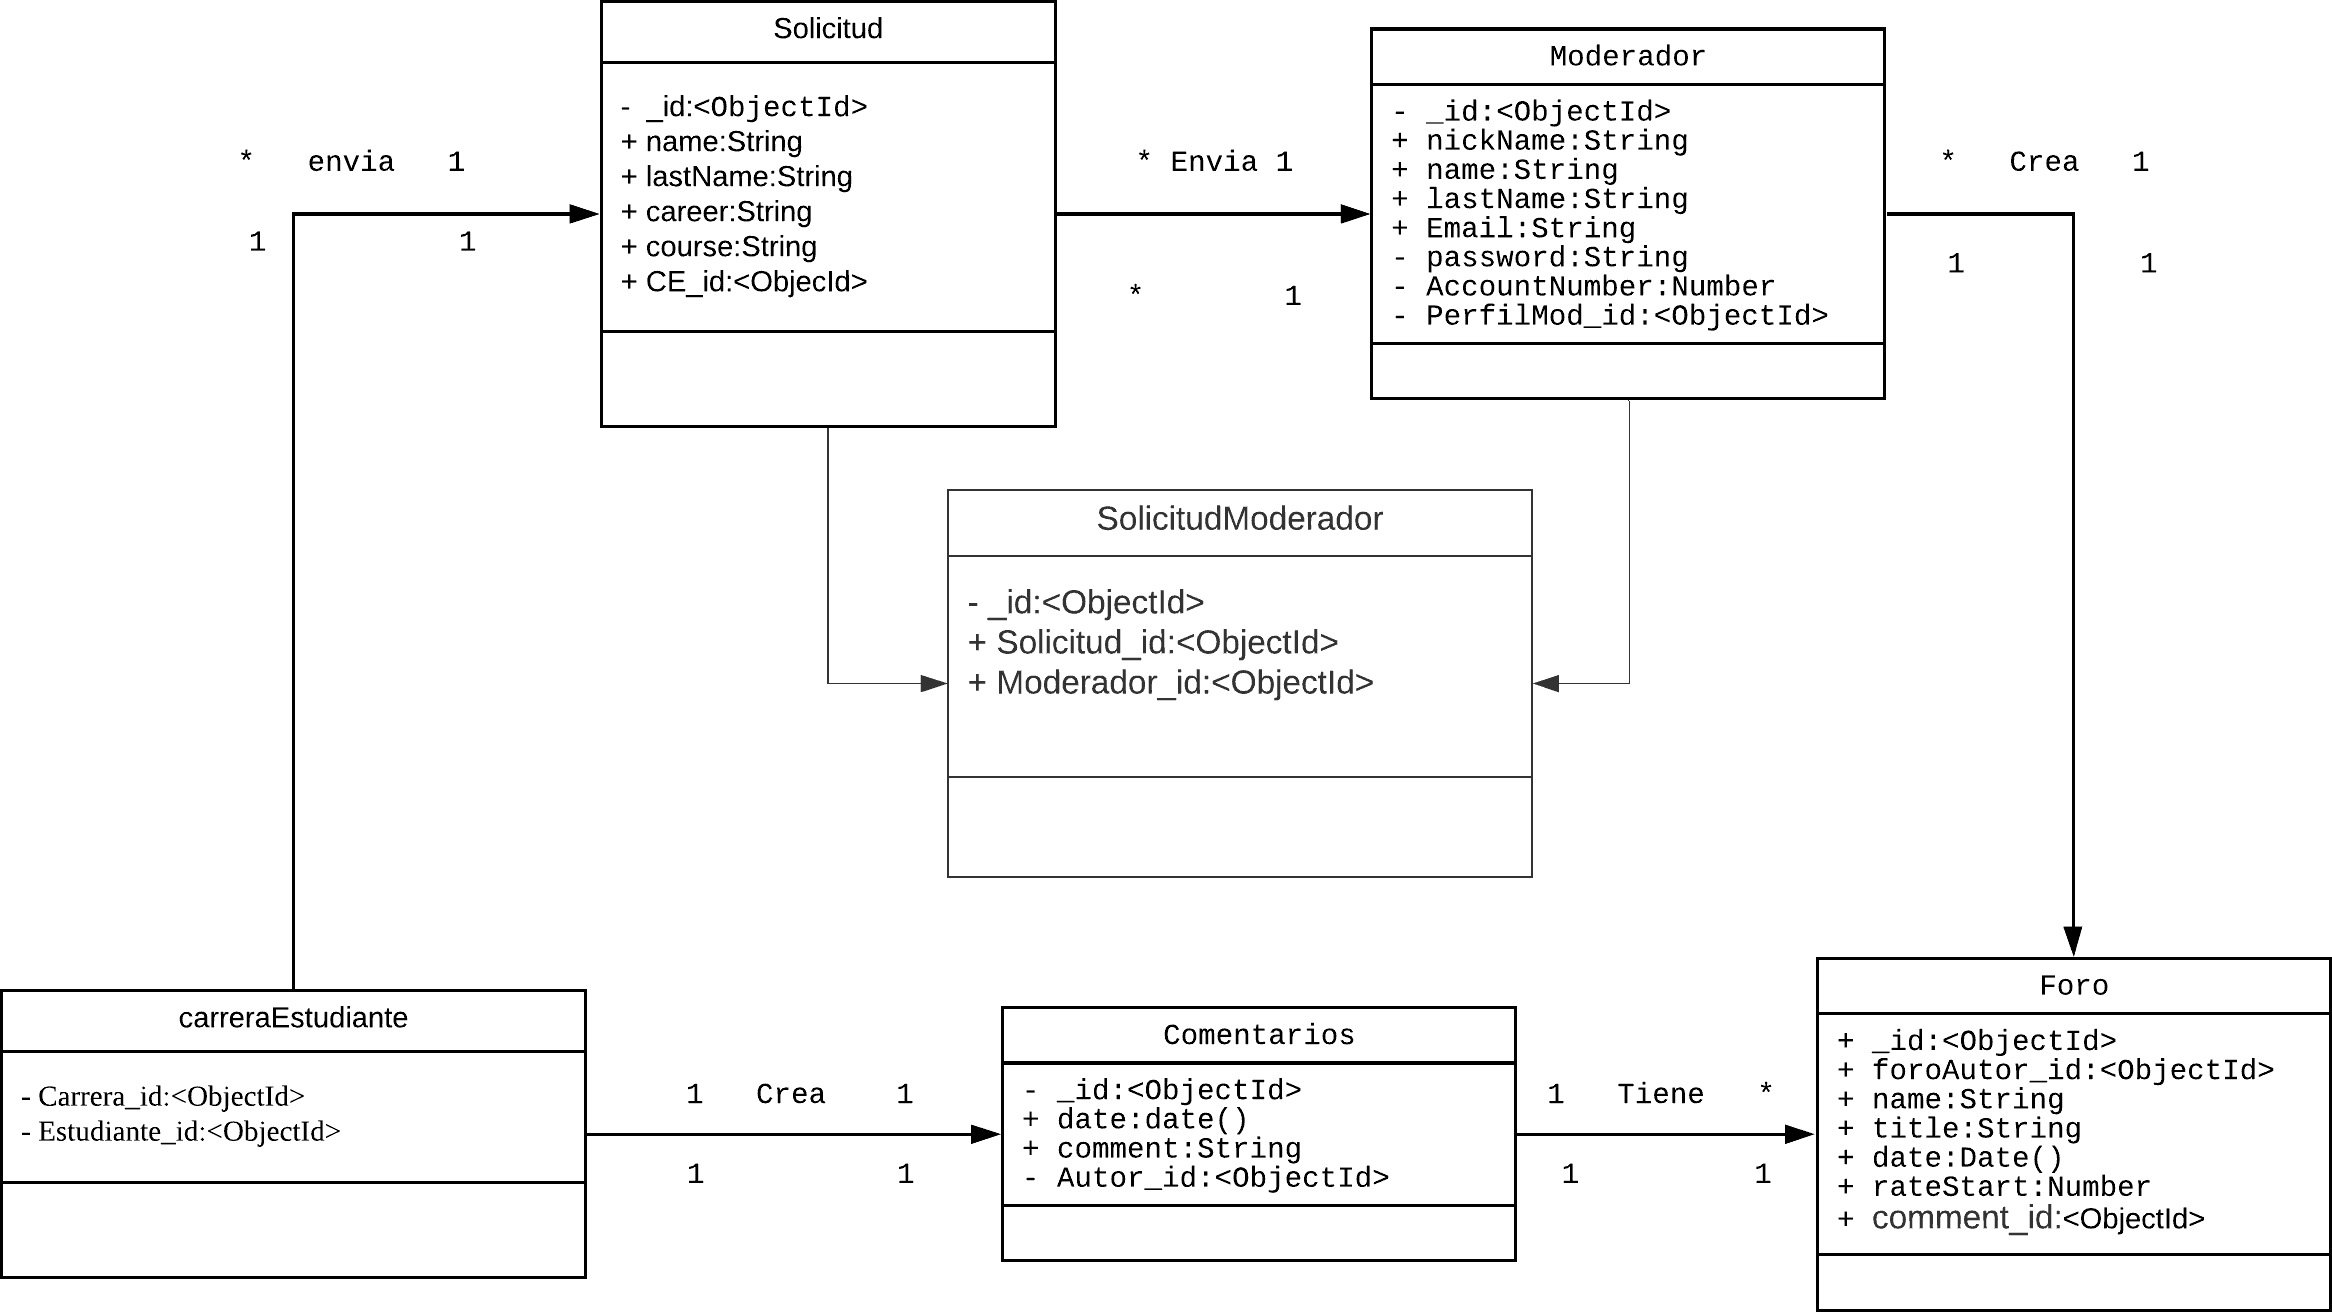 Solicitud
- _id:<ObjectId>
+ name:String
+ lastName:String
+ career:String
+ course:String
+ CE_id:<ObjecId>
Moderador
- _id:<ObjectId>
+ nickName:String
+ name:String
+ lastName:String
+ Email:String
- password:String
- AccountNumber:Number
- PerfilMod_id:<ObjectId>
* envia 1
1 1
* Envia 1
* 1
* Crea 1
1 1
SolicitudModerador
- _id:<ObjectId>
+ Solicitud_id:<ObjectId>
+ Moderador_id:<ObjectId>
carreraEstudiante
- Carrera_id:<ObjectId>
- Estudiante_id:<ObjectId>
1 Crea 1
1 1
Comentarios
- _id:<ObjectId>
+ date:date()
+ comment:String
- Autor_id:<ObjectId>
1 Tiene *
1 1
Foro
+ _id:<ObjectId>
+ foroAutor_id:<ObjectId>
+ name:String
+ title:String
+ date:Date()
+ rateStart:Number
+ comment_id:<ObjectId>